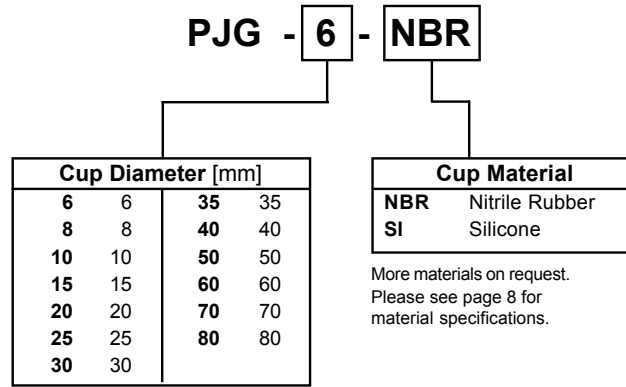 PJG - 6 - NBR
Cup Diameter [mm]
6 6 35 35
8 8 40 40
10 10 50 50
15 15 60 60
20 20 70 70
25 25 80 80
30 30
Cup Material
NBR Nitrile Rubber
SI Silicone
More materials on request.
Please see page 8 for
material specifications.